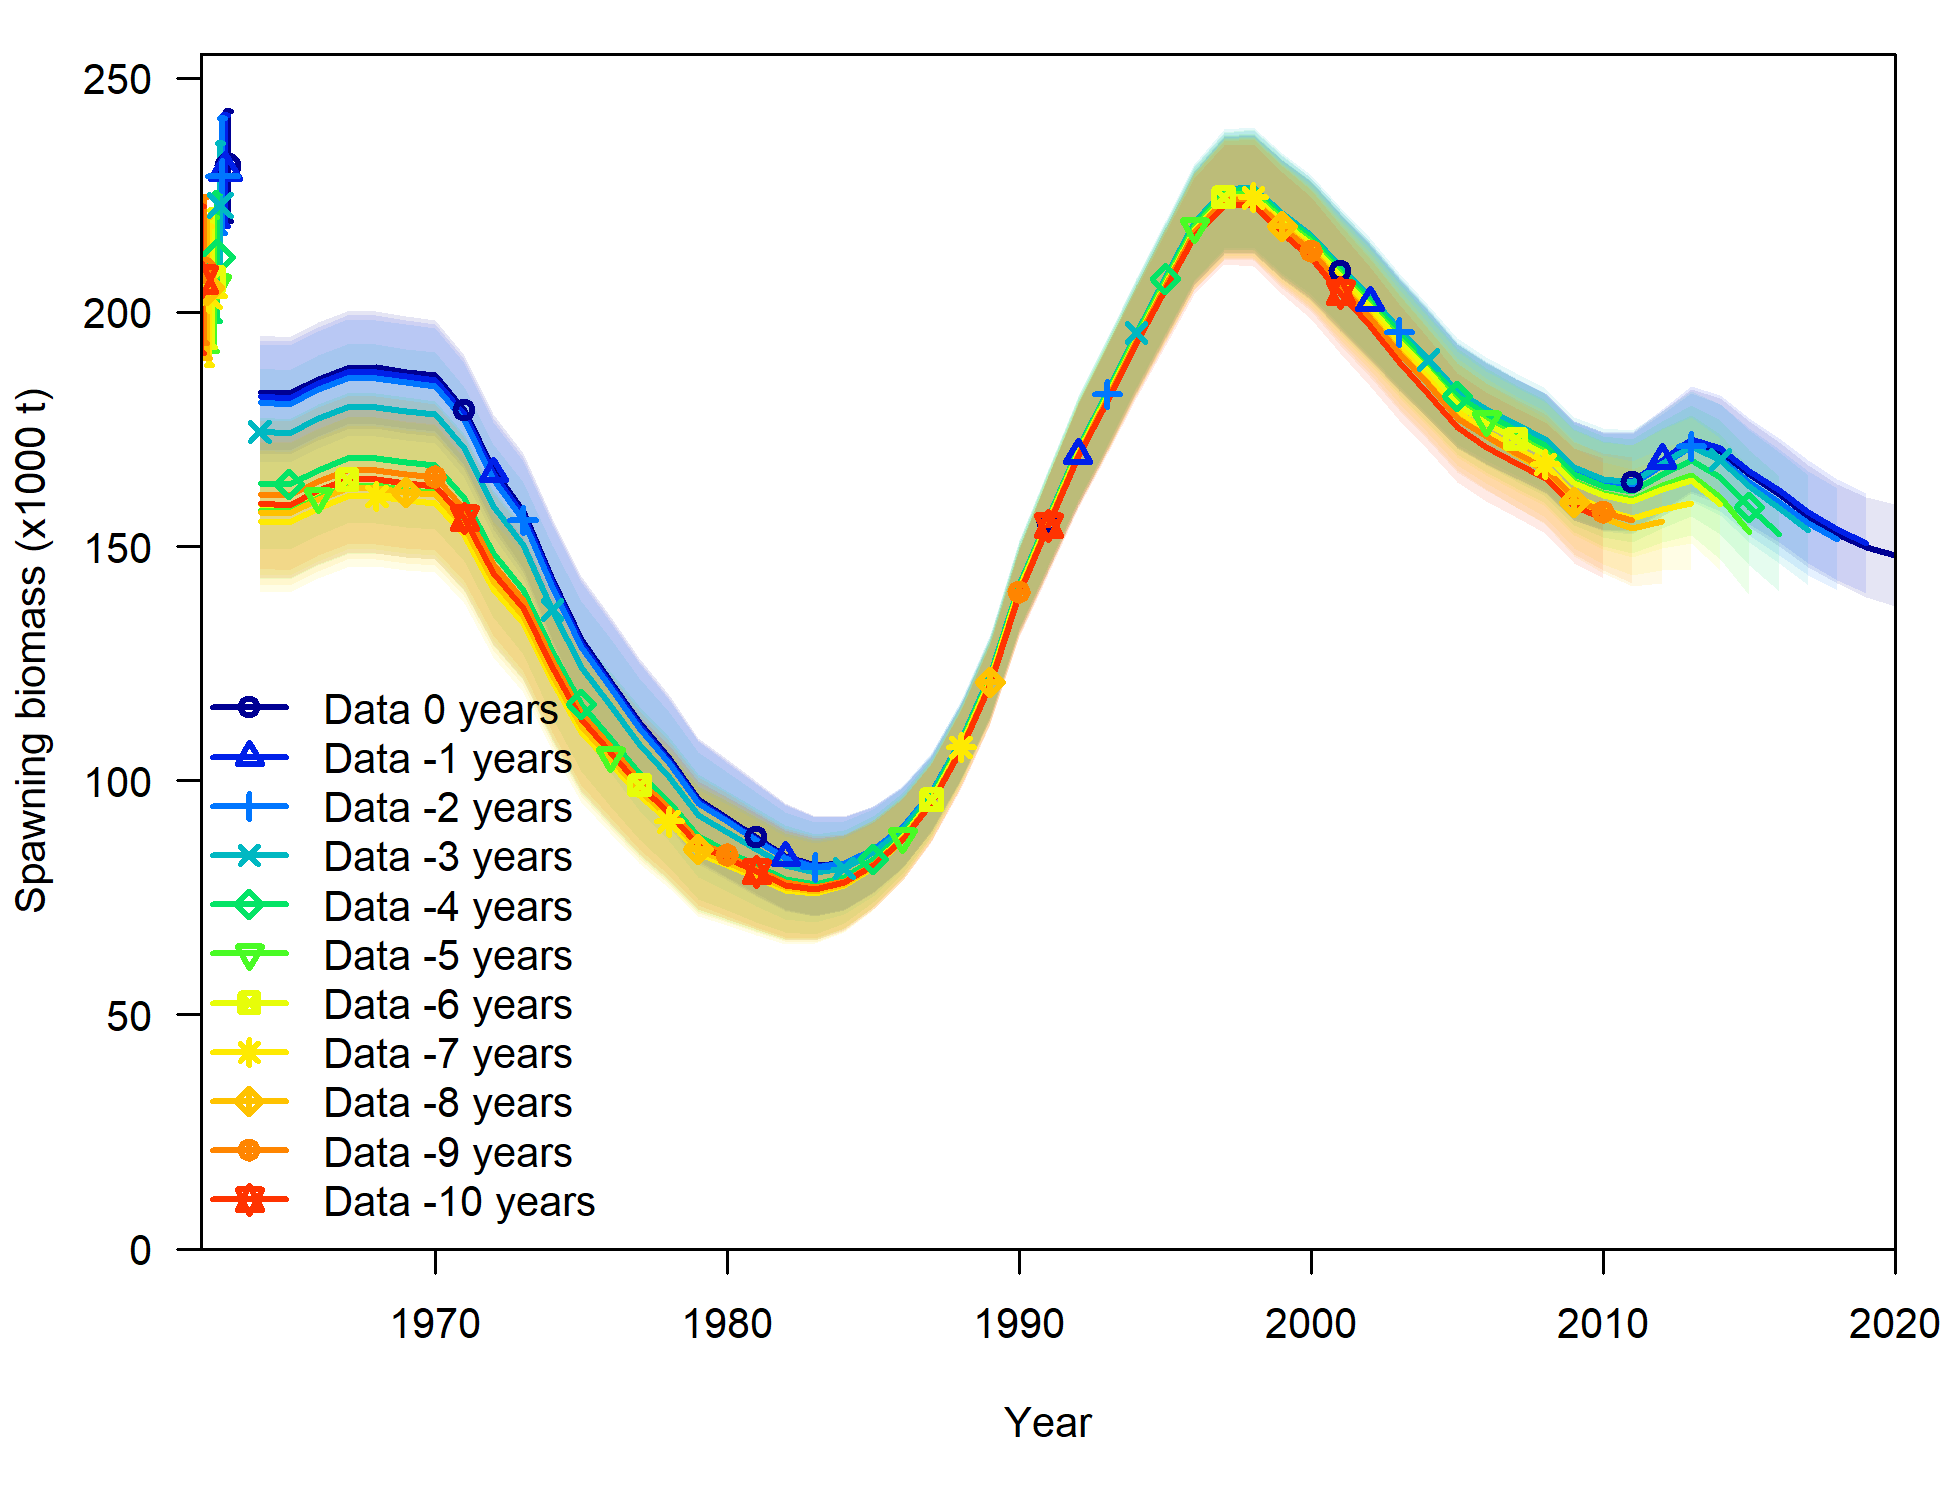 250
200
150
100
50
0
Spawning biomass (x1000 t)
Data 0 years
Data -1 years
Data -2 years
Data -3 years
Data -4 years
Data -5 years
Data -6 years
Data -7 years
Data -8 years
Data -9 years
Data -10 years
1970 1980 1990 2000 2010 2020
Year